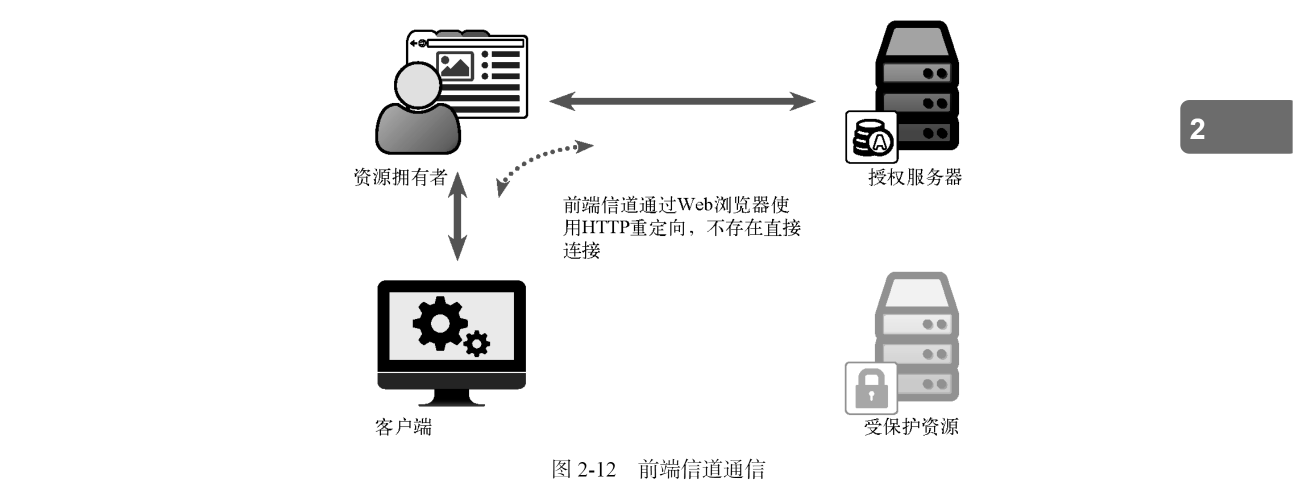 2
资源拥有者
授权服务器
前端信道通过Web浏览器使
用HTTP重定向，不存在直接
连接
A
客户端
受保护资源
图 2-12 前端信道通信